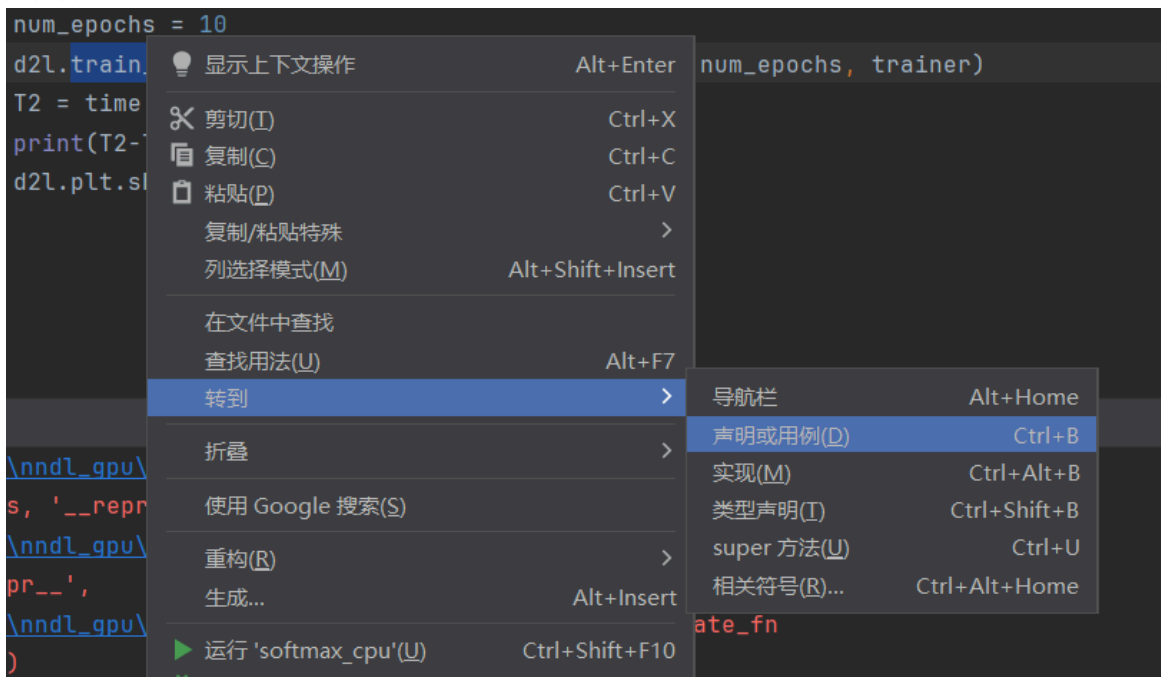 num_epochs = 10
d2l.train_
num_epochs, trainer)
T2 = time
print(T2-
d2l.plt.s
显示上下文操作 Alt+Enter
剪切(T) Ctrl+X
复制(C) Ctrl+C
粘贴(P) Ctrl+V
复制/粘贴特殊
列选择模式(M) Alt+Shift+Insert
在文件中查找
查找用法(U) Alt+F7
转到
折叠
使用 Google 搜索(S)
重构(R)
生成... Alt+Insert
运行 'softmax_cpu'(U) Ctrl+Shift+F10
导航栏 Alt+Home
声明或用例(D) Ctrl+B
实现(M) Ctrl+Alt+B
类型声明(T) Ctrl+Shift+B
super 方法(U) Ctrl+U
相关符号(R)... Ctrl+Alt+Home
\nndl_gpu\
s, '__repr
\nndl_gpu\
pr__',
\nndl_gpu\
ate_fn
)